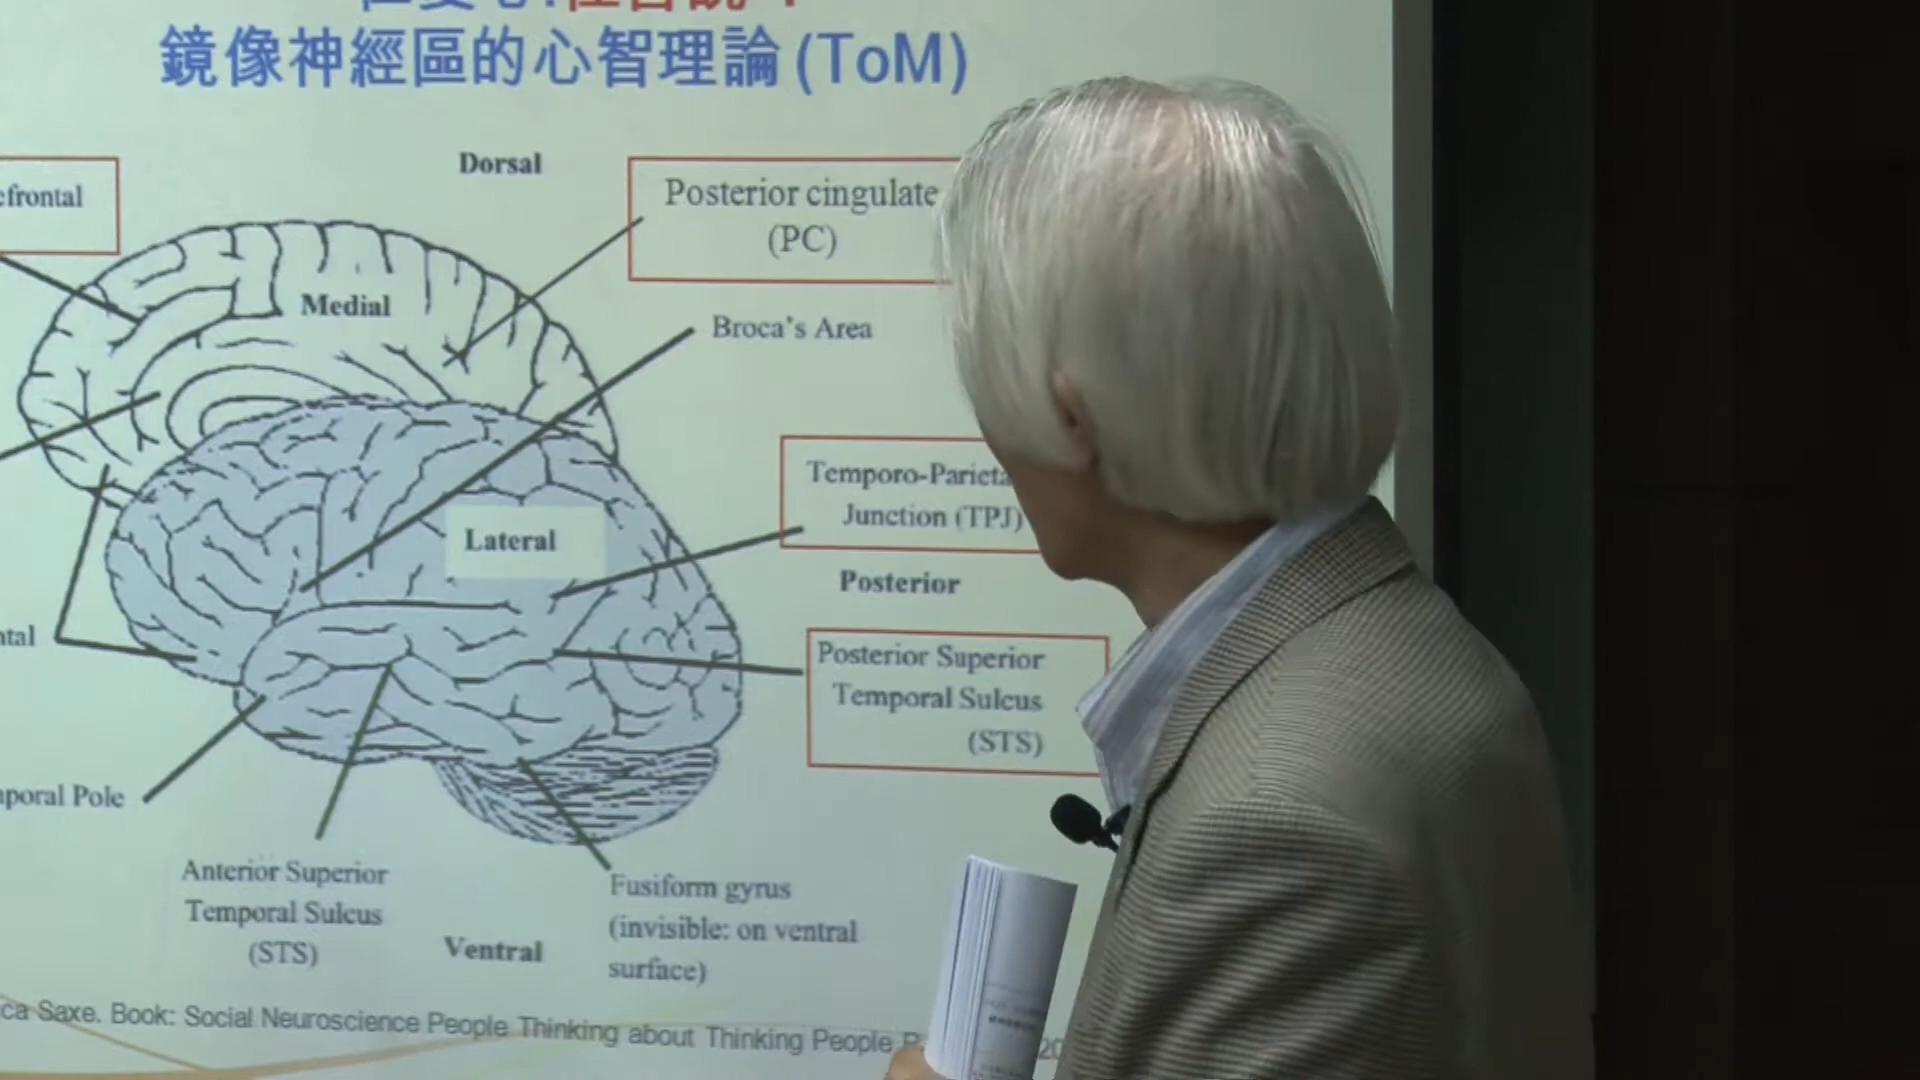 鏡像神經區的心智理論 (ToM)
Dorsal
efrontal
Posterior cingulate
(PC)
Medial
Broca's Area
Temporo-Parieta
Junction (TPJ)
Lateral
Posterior
ntal
Posterior Superior
Temporal Sulcus
(STS)
poral Pole
Anterior Superior
Temporal Sulcus
(STS)
Fusiform gyrus
(invisible: on ventral
surface)
Ventral
ca Saxe. Book: Social Neuroscience People Thinking about Thinking People
20